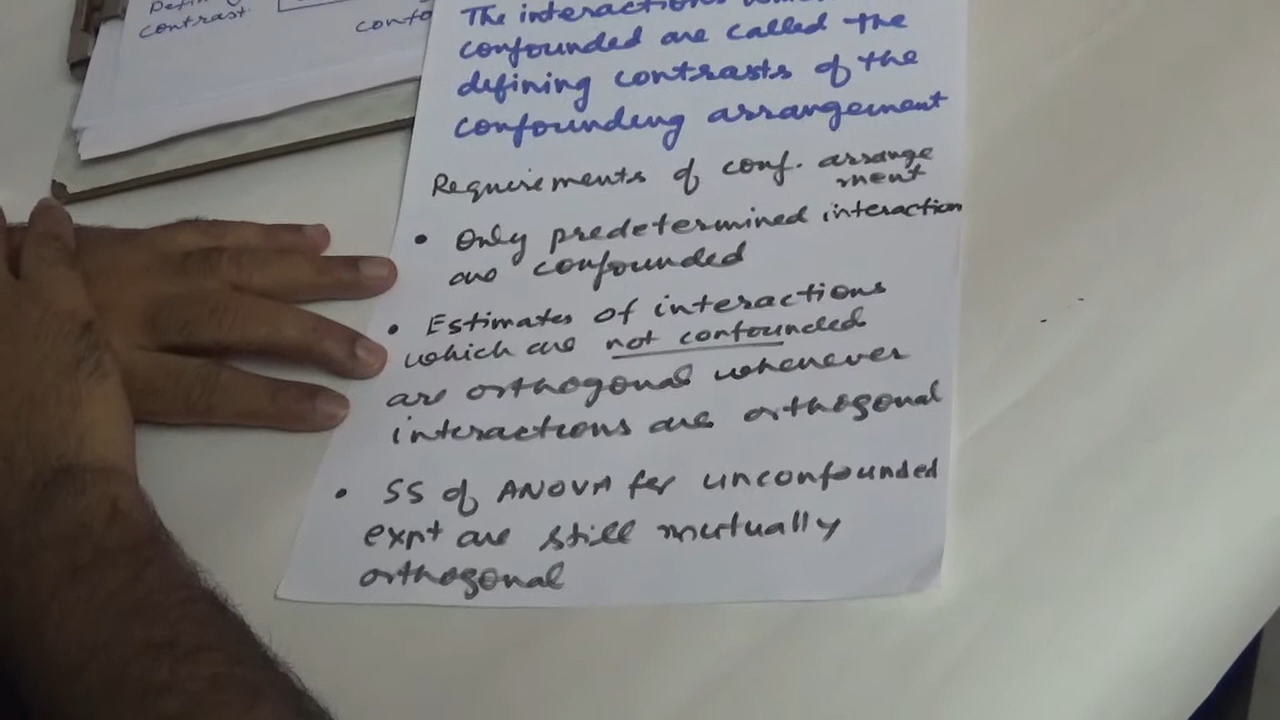 contrast.
The interactions
confounded are called the
defining contrasts of the
confounding arrangement
Requirements of conf. arrange
ment
• Only predetermined interaction
are confounded
• Estimates of interactions
which are not confounded
are orthogonal whenever
interactions are orthogonal
• SS of ANOVA for unconfounded
expt are still mutually
orthogonal